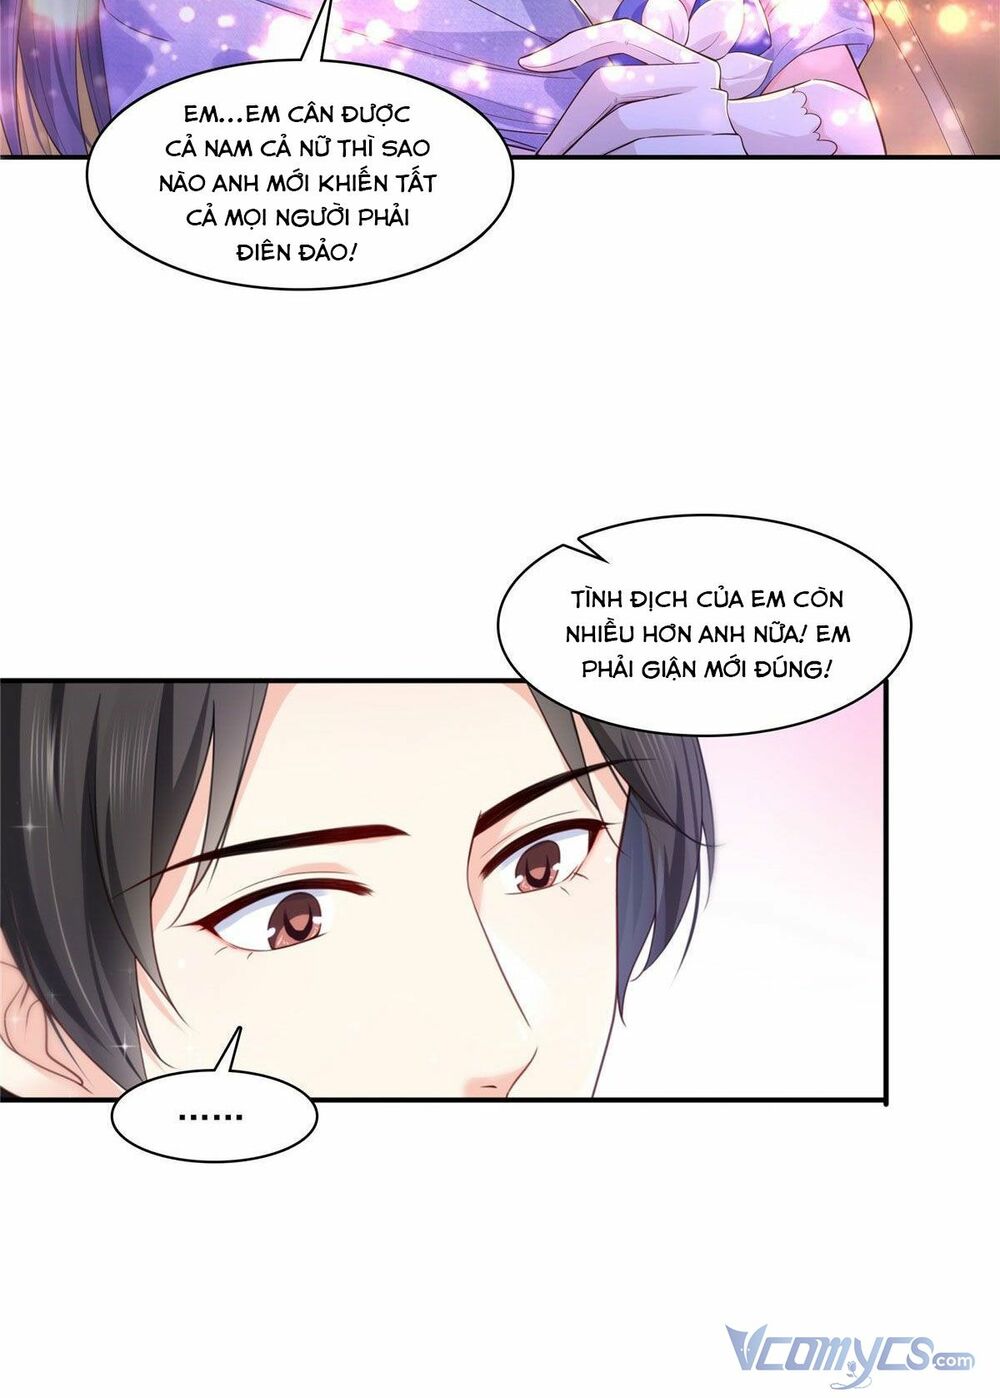 EM...EM CÂN ĐƯỢC
CẢ NAM CẢ NỮ THÌ SAO
NÀO ANH MỚI KHIẾN TẤT
CẢ MỌI NGƯỜI PHẢI
ĐIÊN ĐẢO!
TÌNH ĐỊCH CỦA EM CÒN
NHIỀU HƠN ANH NỮA! EM
PHẢI GIẬN MỚI ĐÚNG!
......
Vcomycs.com